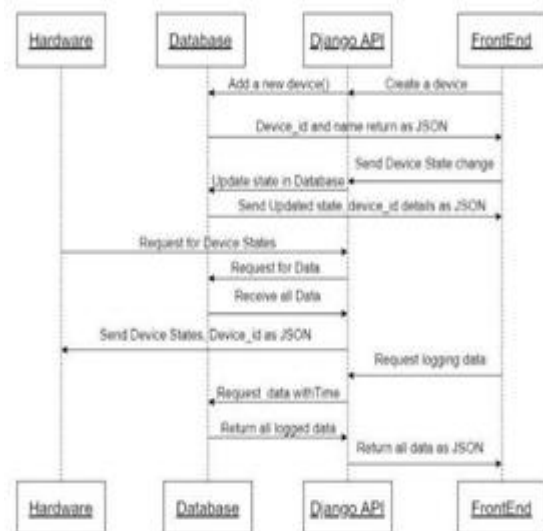 Hardware
Database
Django API
FrontEnd
Add a new device()
Create a device
Device_id and name return as JSON
Send Device State change
Update state in Database
Send Updated state ,device_id details as JSON
Request for Device States
Request for Data
Receive all Data
Send Device States, Device_id as JSON
Request logging data
Request data withTime
Return all logged data
Return all data as JSON
Hardware
Database
Django API
FrontEnd